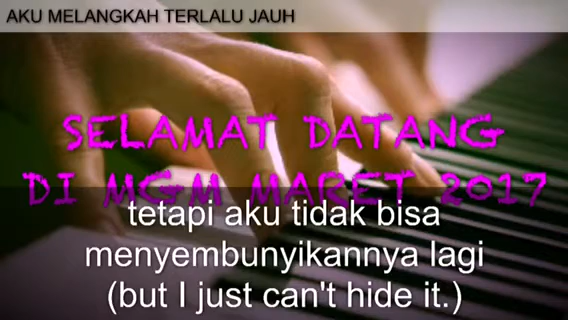 AKU MELANGKAH TERLALU JAUH
SELAMAT DATANG
DI MGM MARET 2017
tetapi aku tidak bisa
menyembunyikannya lagi
(but I just can't hide it.)